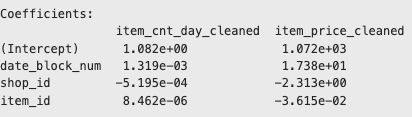 Coefficients:
item_cnt_day_cleaned item_price_cleaned
(Intercept) 1.082e+00 1.072e+03
date_block_num 1.319e-03 1.738e+01
shop_id -5.195e-04 -2.313e+00
item_id 8.462e-06 -3.615e-02